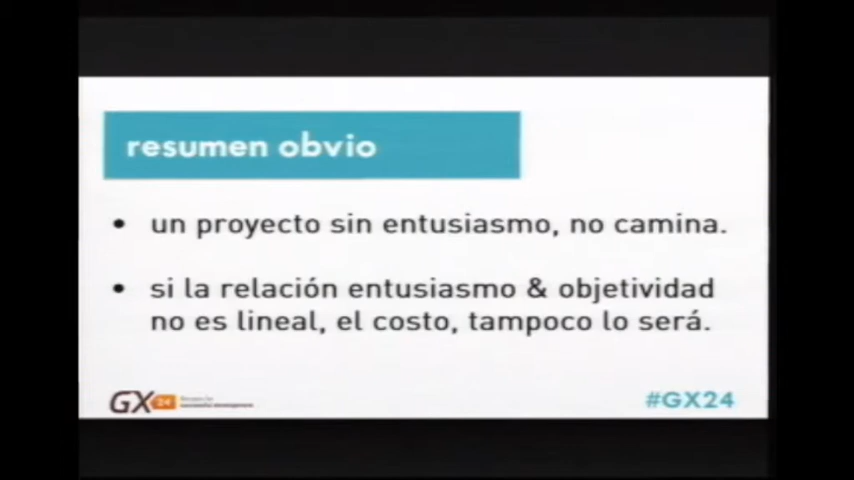 resumen obvio
• un proyecto sin entusiasmo, no camina.
• si la relación entusiasmo & objetividad
no es lineal, el costo, tampoco lo será.
GX24
#GX24